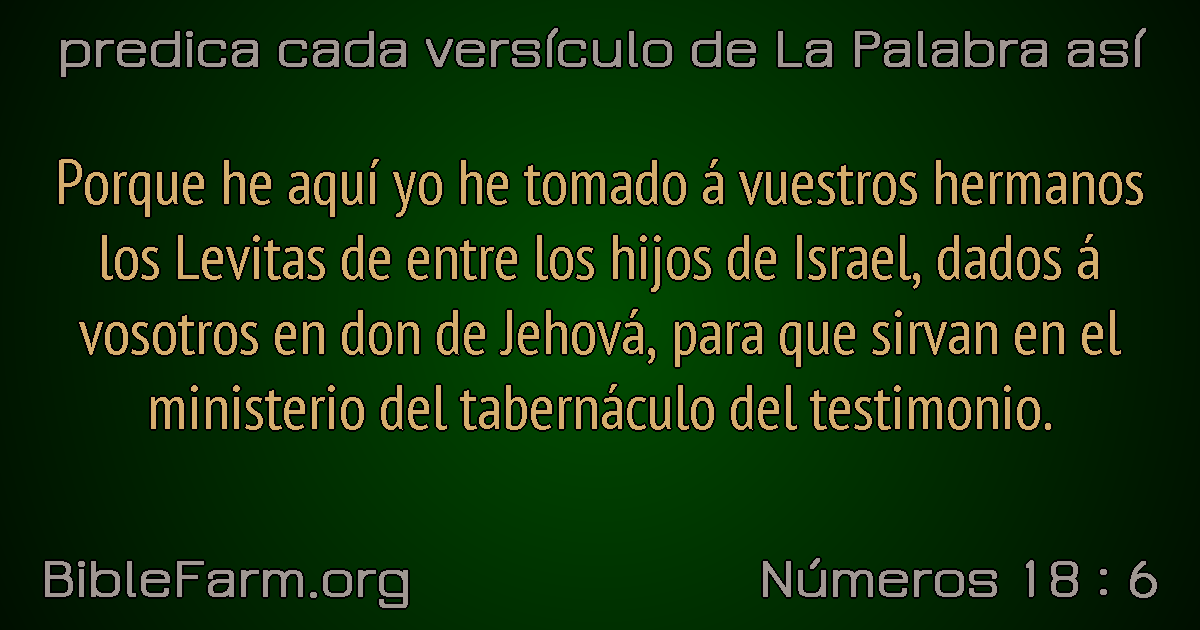 predica cada versículo de La Palabra así
Porque he aquí yo he tomado á vuestros hermanos
los Levitas de entre los hijos de Israel, dados á
vosotros en don de Jehová, para que sirvan en el
ministerio del tabernáculo del testimonio.
BibleFarm.org
Números 18 : 6